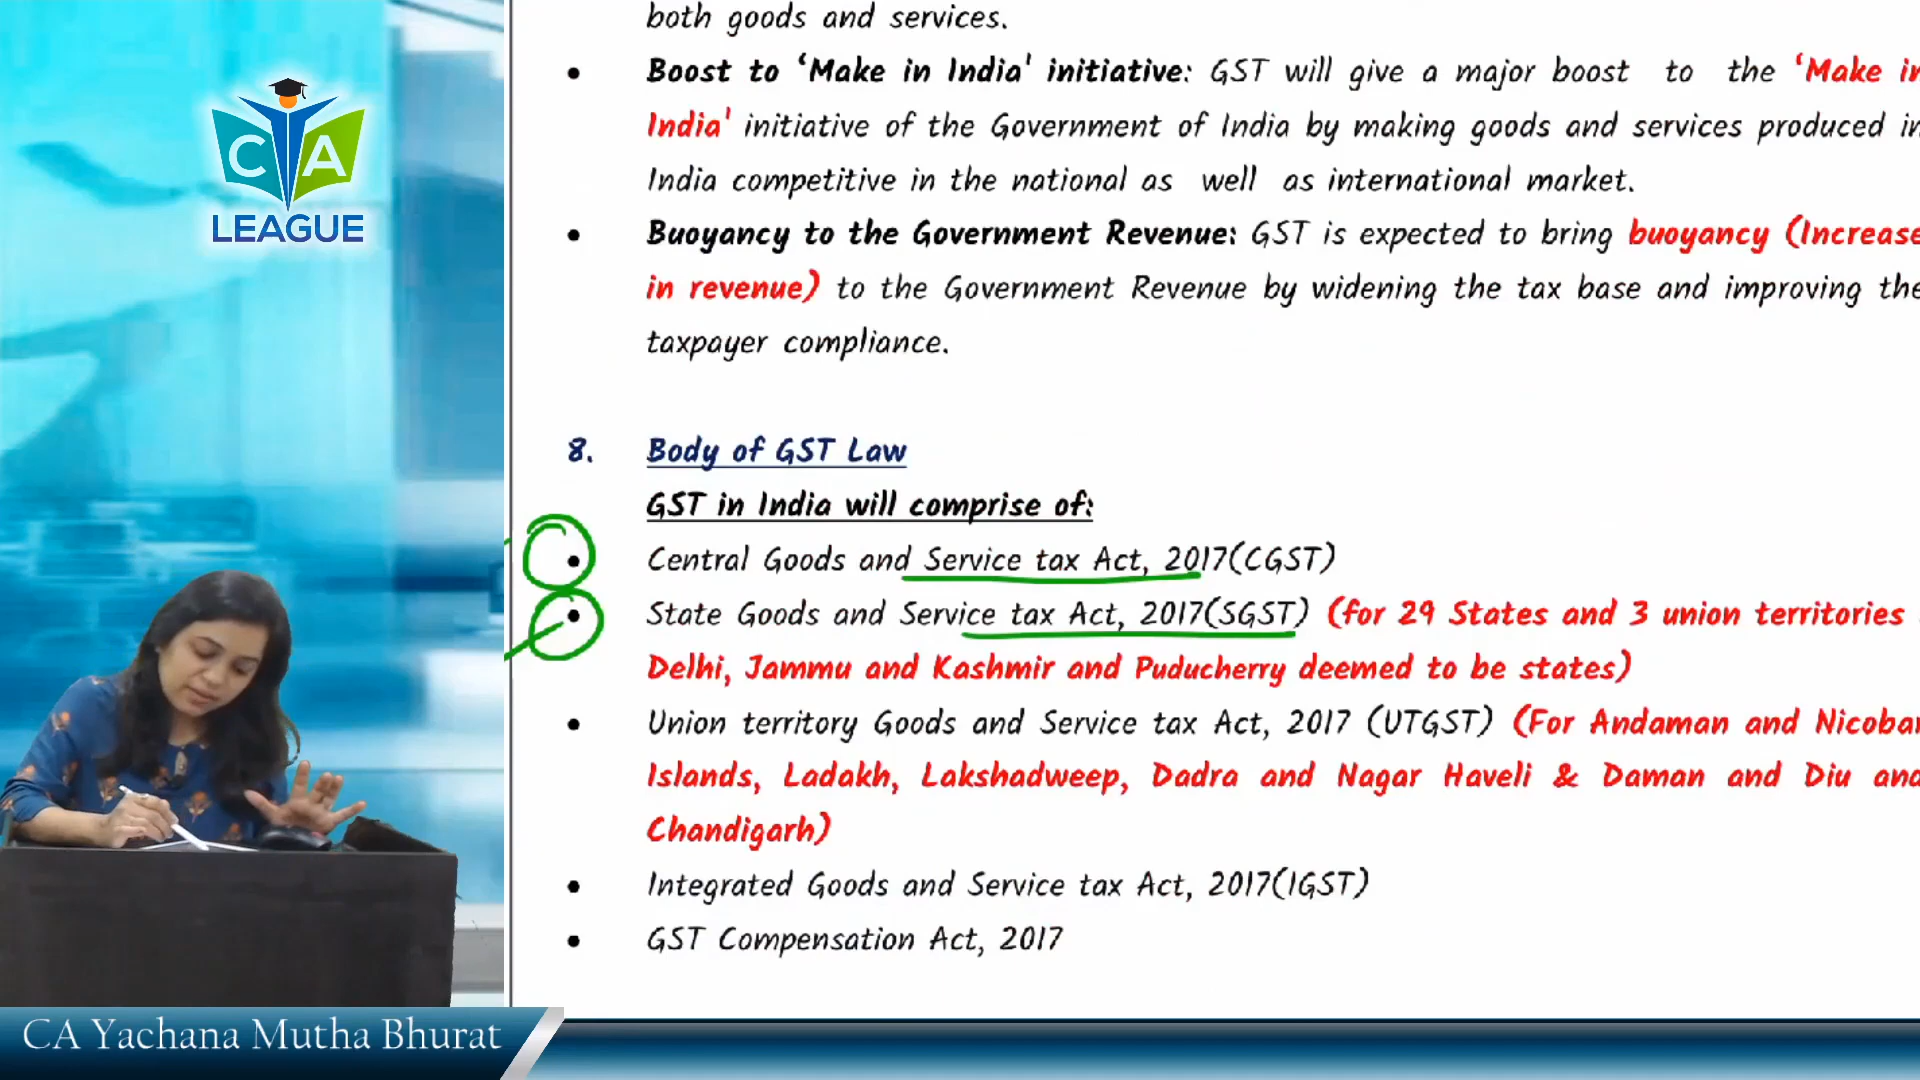 both goods and services.
• Boost to ‘Make in India' initiative: GST will give a major boost to the ‘Make in
India' initiative of the Government of India by making goods and services produced in
India competitive in the national as well as international market.
• Buoyancy to the Government Revenue: GST is expected to bring buoyancy (Increase
in revenue) to the Government Revenue by widening the tax base and improving the
taxpayer compliance.
8. Body of GST Law
GST in India will comprise of:
• Central Goods and Service tax Act, 2017(CGST)
• State Goods and Service tax Act, 2017(SGST) (for 29 States and 3 union territories
Delhi, Jammu and Kashmir and Puducherry deemed to be states)
• Union territory Goods and Service tax Act, 2017 (UTGST) (For Andaman and Nicobar
Islands, Ladakh, Lakshadweep, Dadra and Nagar Haveli & Daman and Diu and
Chandigarh)
• Integrated Goods and Service tax Act, 2017(IGST)
• GST Compensation Act, 2017
CA
LEAGUE
CA Yachana Mutha Bhurat